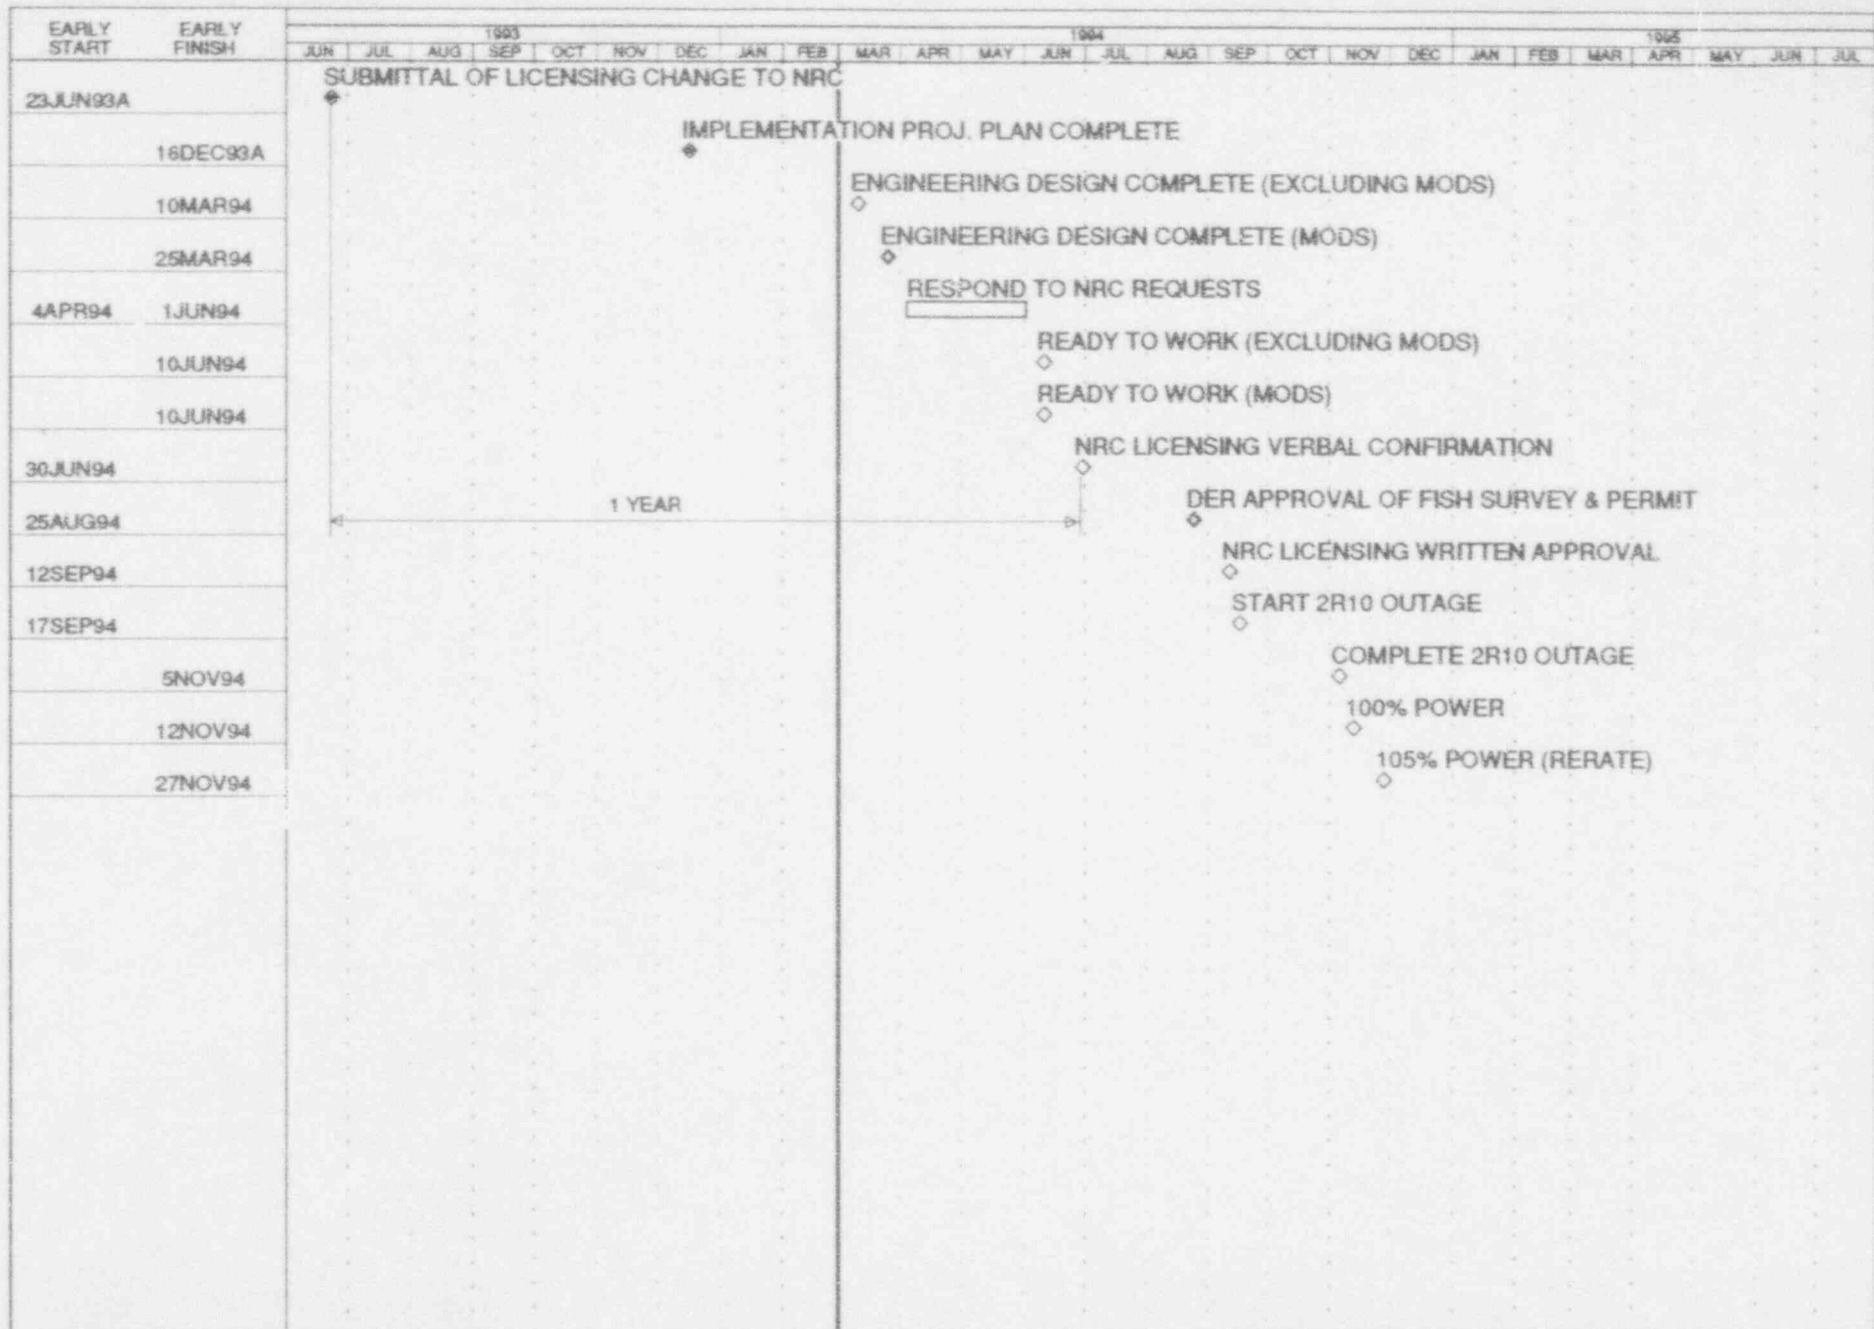 EARLY EARLY
START FINISH
1993 1994 1995
JUN JUL AUG SEP OCT NOV DEC JAN FEB MAR APR MAY JUN JUL AUG SEP OCT NOV DEC JAN FEB MAR APR MAY JUN JUL
SUBMITTAL OF LICENSING CHANGE TO NRC
23JUN93A
IMPLEMENTATION PROJ. PLAN COMPLETE
16DEC93A
ENGINEERING DESIGN COMPLETE (EXCLUDING MODS)
10MAR94
ENGINEERING DESIGN COMPLETE (MODS)
25MAR94
RESPOND TO NRC REQUESTS
4APR94 1JUN94
READY TO WORK (EXCLUDING MODS)
10JUN94
READY TO WORK (MODS)
10JUN94
NRC LICENSING VERBAL CONFIRMATION
30JUN94
DER APPROVAL OF FISH SURVEY & PERMIT
1 YEAR
25AUG94
NRC LICENSING WRITTEN APPROVAL
12SEP94
START 2R10 OUTAGE
17SEP94
COMPLETE 2R10 OUTAGE
5NOV94
100% POWER
12NOV94
105% POWER (RERATE)
27NOV94